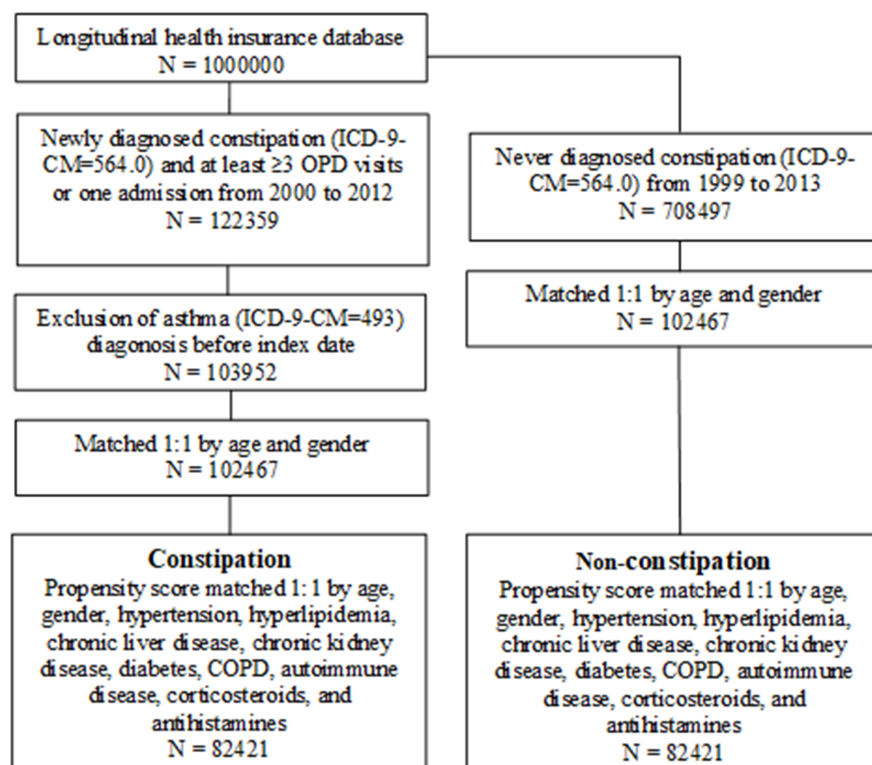 Longitudinal health insurance database
N = 1000000
Newly diagnosed constipation (ICD-9-
CM=564.0) and at least ≥3 OPD visits
or one admission from 2000 to 2012
N = 122359
Never diagnosed constipation (ICD-9-
CM=564.0) from 1999 to 2013
N = 708497
Exclusion of asthma (ICD-9-CM=493)
diagonosis before index date
N = 103952
Matched 1:1 by age and gender
N = 102467
Matched 1:1 by age and gender
N = 102467
Constipation
Propensity score matched 1:1 by age,
gender, hypertension, hyperlipidemia,
chronic liver disease, chronic kidney
disease, diabetes, COPD, autoimmune
disease, corticosteroids, and
antihistamines
N = 82421
Non-constipation
Propensity score matched 1:1 by age,
gender, hypertension, hyperlipidemia,
chronic liver disease, chronic kidney
disease, diabetes, COPD, autoimmune
disease, corticosteroids, and
antihistamines
N = 82421